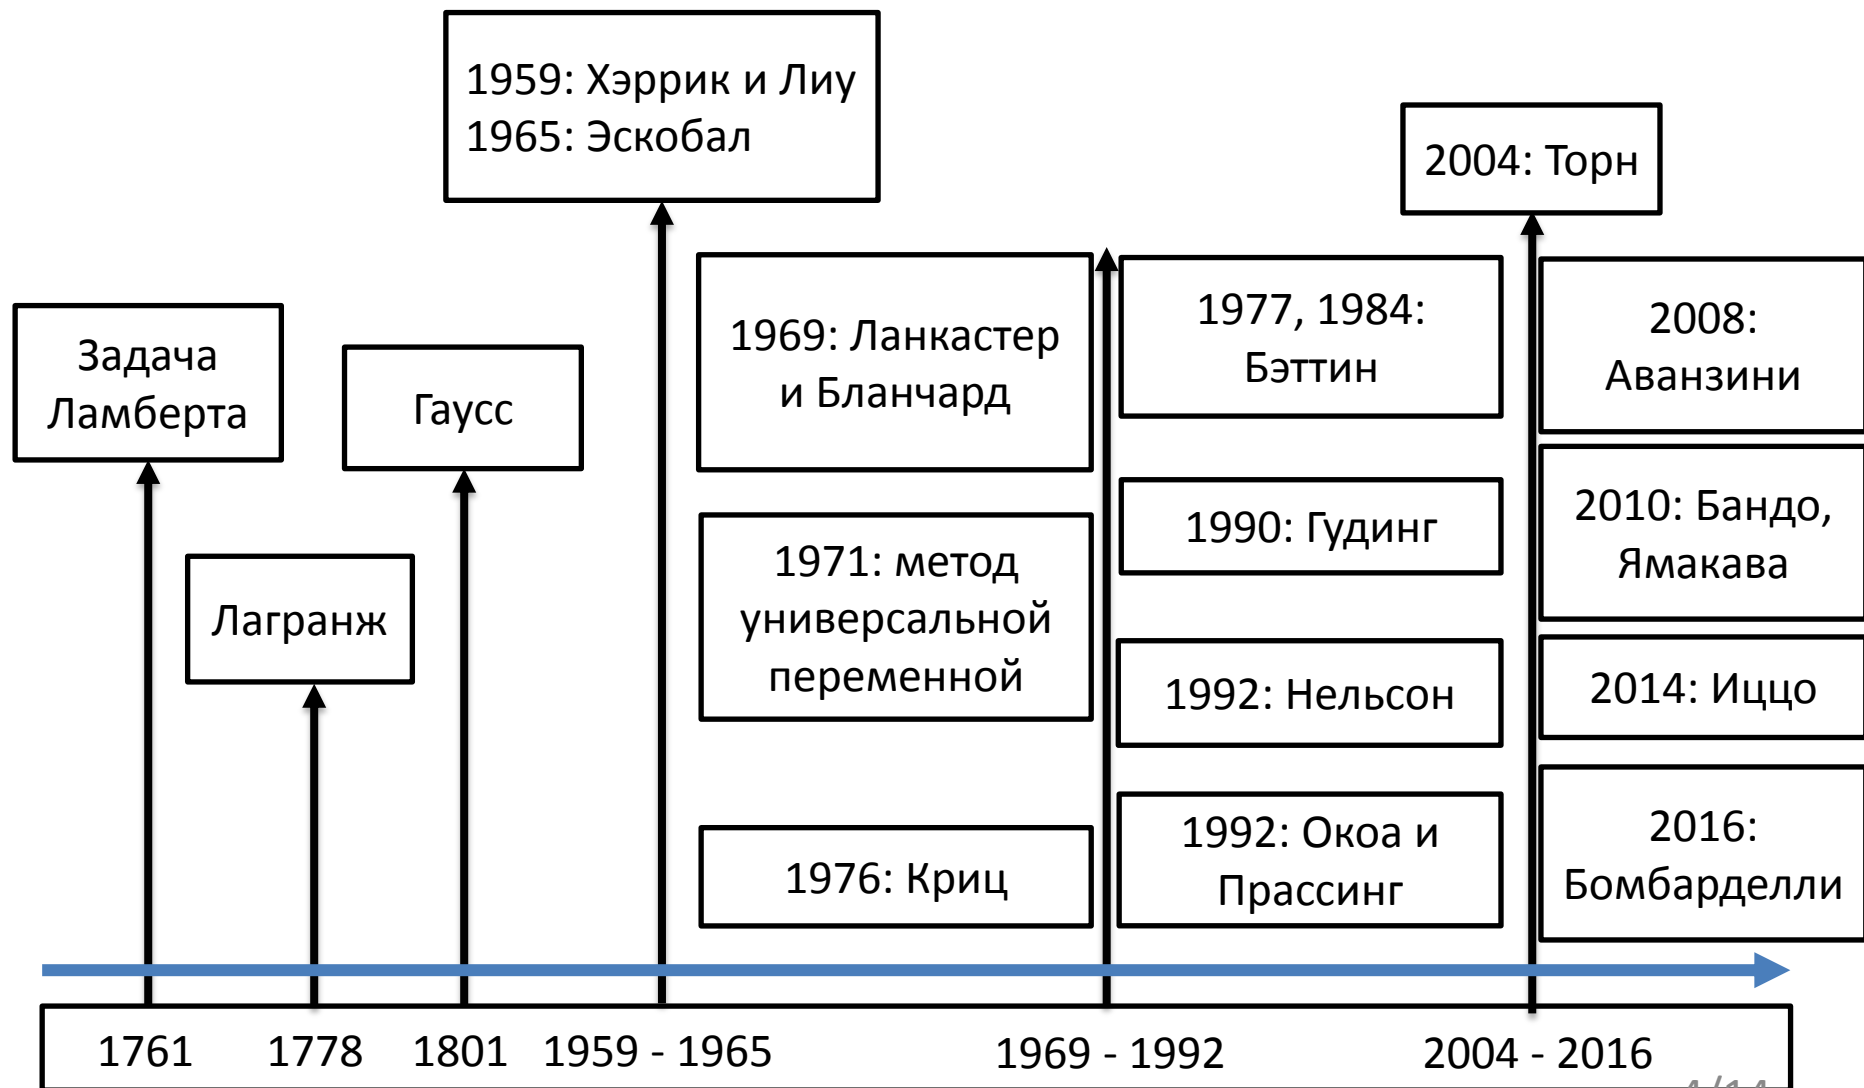 1959: Хэррик и Лиу
1965: Эскобал
2004: Торн
Задача
Ламберта
Гаусс
Лагранж
1969: Ланкастер
и Бланчард
1971: метод
универсальной
переменной
1976: Криц
1977, 1984:
Бэттин
1990: Гудинг
1992: Нельсон
1992: Окоа и
Прассинг
2008:
Аванзини
2010: Бандо,
Ямакава
2014: Иццо
2016:
Бомбарделли
1761 1778 1801 1959 - 1965 1969 - 1992 2004 - 2016